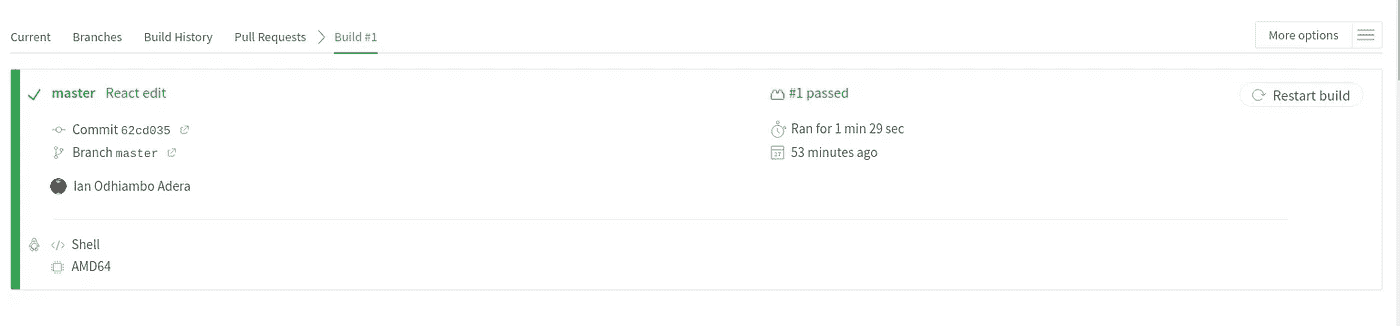 Current Branches Build History Pull Requests Build #1 More options
master React edit #1 passed Restart build
Commit 62cd035 Ran for 1 min 29 sec
Branch master 53 minutes ago
Ian Odhiambo Adera
Shell
AMD64